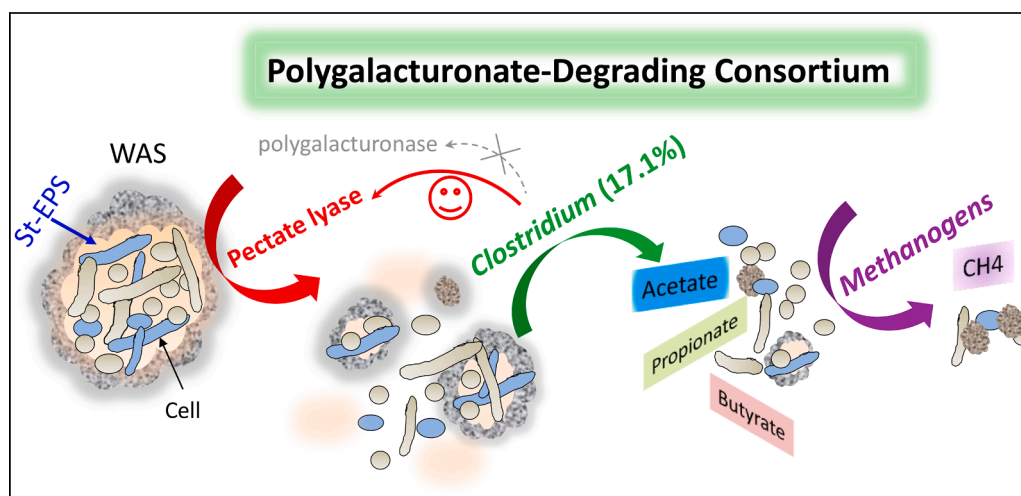 Polygalacturonate-Degrading Consortium
polygalacturonase
WAS
St-EPS
Pectate lyase
Clostridium (17.1%)
Methanogens
CH4
Acetate
Propionate
Butyrate
Cell